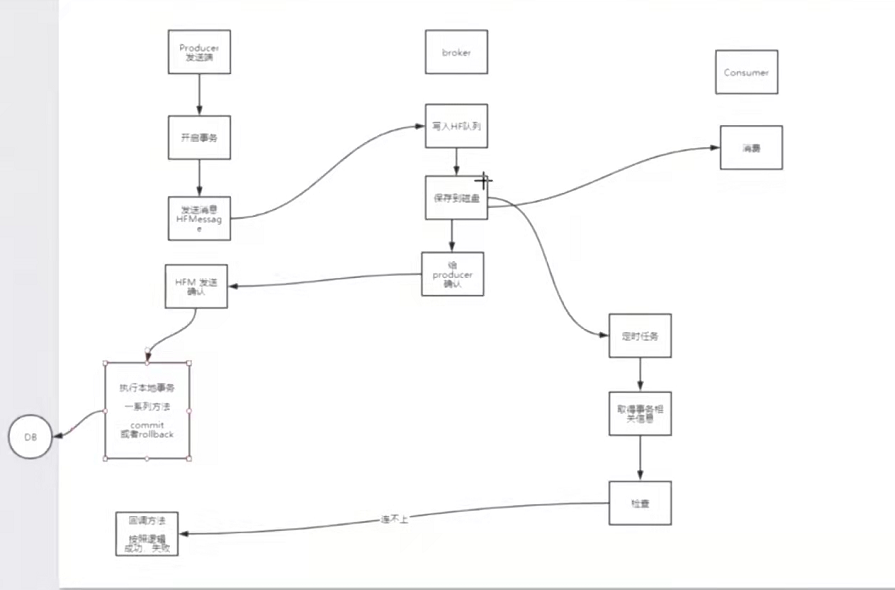 Producer
发送端
broker
Consumer
开启事务
写入HF队列
消费
发送消息
HFMessag
e
保存到磁盘
给
producer
确认
HFM 发送
确认
定时任务
执行本地事务
一系列方法
commit
或者rollback
DB
取得事务相
关信息
检查
连不上
回调方法
按照逻辑
成功 失败